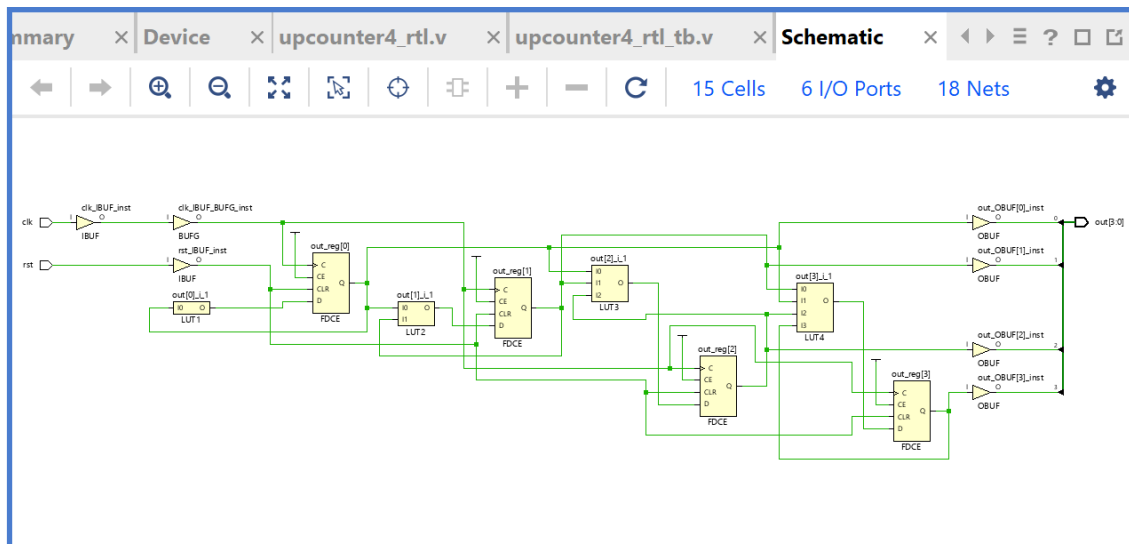 mmary × Device × upcounter4_rtl.v × upcounter4_rtl_tb.v × Schematic × ?
15 Cells 6 I/O Ports 18 Nets
clk
clk_IBUF_inst
I O
IBUF
clk_IBUF_BUFG_inst
I O
BUFG
rst
rst_IBUF_inst
I O
IBUF
out[0]_i_1
I0 O
LUT1
out_reg[0]
C
CE
CLR
D
Q
FDCE
out[1]_i_1
I0 O
I1
LUT2
out_reg[1]
C
CE
CLR
D
Q
FDCE
out[2]_i_1
I0
I1 O
I2
LUT3
out_reg[2]
C
CE
CLR
D
Q
FDCE
out[3]_i_1
I0
I1 O
I2
I3
LUT4
out_reg[3]
C
CE
CLR
D
Q
FDCE
out_OBUF[0]_inst
I O 0
OBUF
out[3:0]
out_OBUF[1]_inst
I O 1
OBUF
out_OBUF[2]_inst
I O 2
OBUF
out_OBUF[3]_inst
I O 3
OBUF